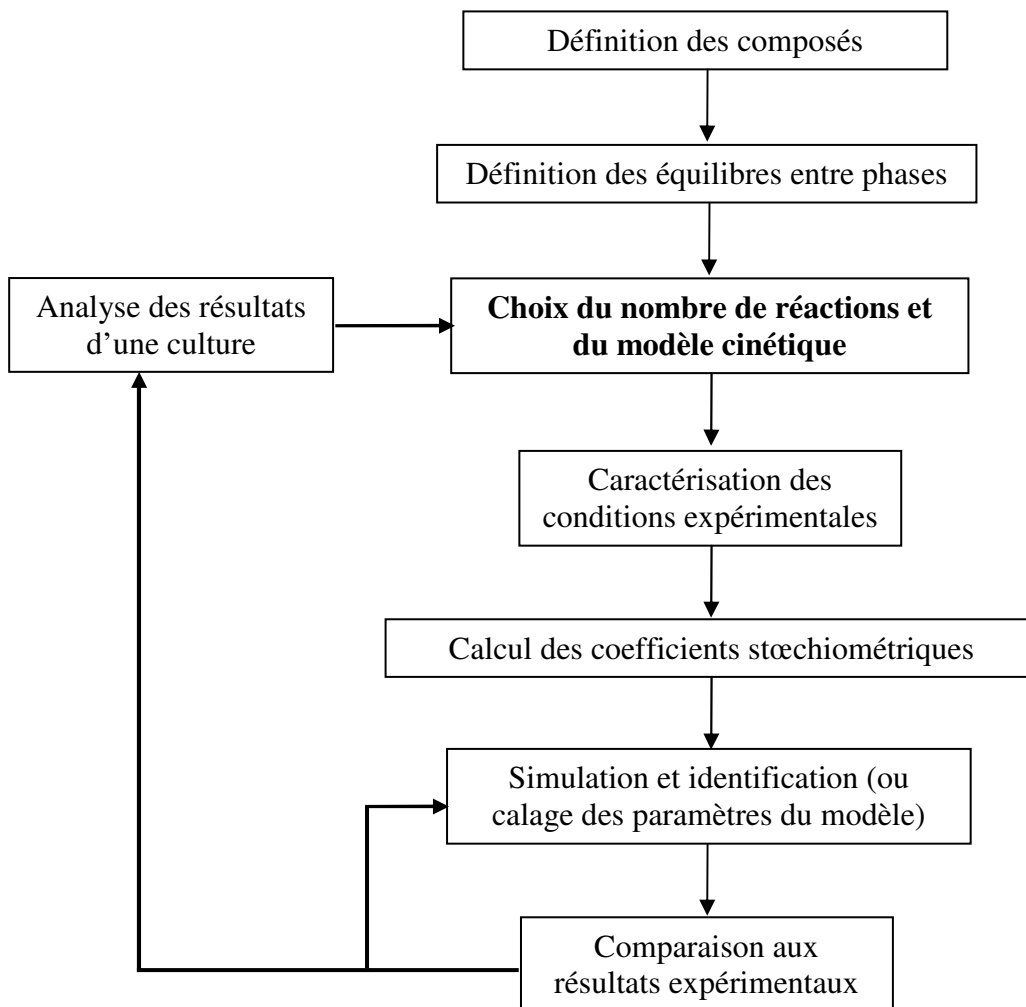 Définition des composés
Définition des équilibres entre phases
Analyse des résultats
d’une culture
Choix du nombre de réactions et
du modèle cinétique
Caractérisation des
conditions expérimentales
Calcul des coefficients stœchiométriques
Simulation et identification (ou
calage des paramètres du modèle)
Comparaison aux
résultats expérimentaux